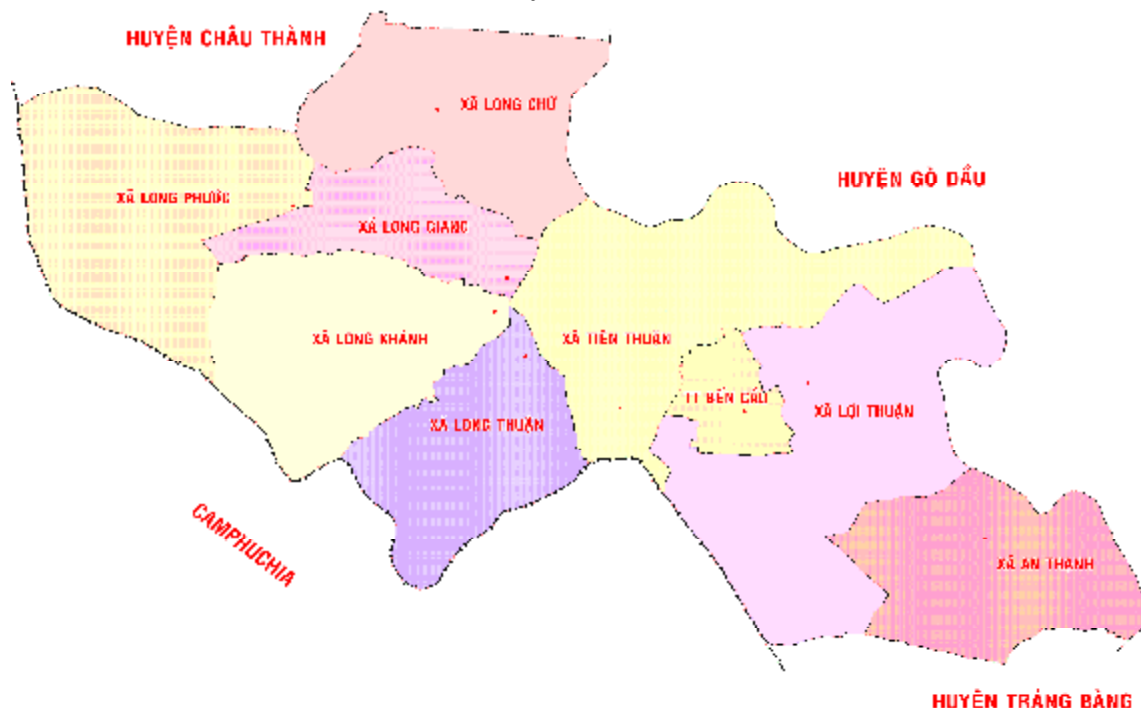 HUYỆN CHÂU THÀNH
XÃ LONG CHỮ
HUYỆN GÒ DẦU
XÃ LONG PHƯỚC
XÃ LONG GIANG
XÃ LONG KHÁNH
XÃ TIÊN THUẬN
TT BẾN CẦU
XÃ LỢI THUẬN
XÃ LONG THUẬN
CAMPHUCHIA
XÃ AN THẠNH
HUYỆN TRẢNG BÀNG